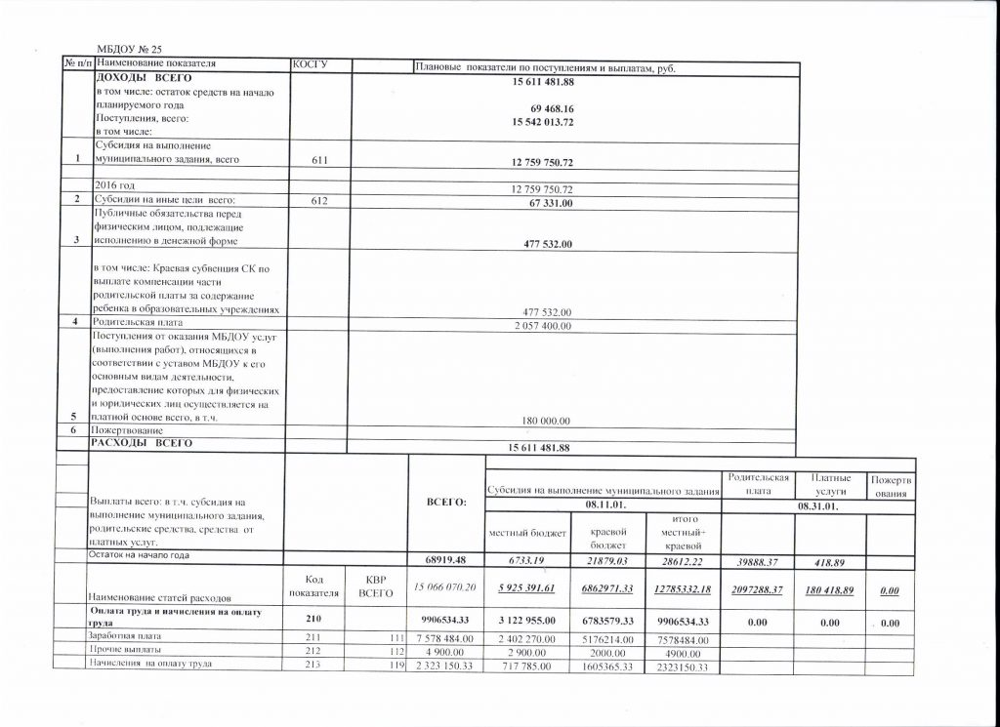 МБДОУ № 25
№ п/п Наименование показателя КОСГУ Плановые показатели по поступлениям и выплатам, руб.
ДОХОДЫ ВСЕГО 15 611 481.88
в том числе: остаток средств на начало
планируемого года 69 468.16
Поступления, всего: 15 542 013.72
в том числе:
Субсидия на выполнение
1 муниципального задания, всего 611 12 759 750.72
2016 год 12 759 750.72
2 Субсидии на иные цели всего: 612 67 331.00
Публичные обязательства перед
физическим лицом, подлежащие
3 исполнению в денежной форме 477 532.00
в том числе: Краевая субвенция СК по
выплате компенсации части
родительской платы за содержание
ребенка в образовательных учреждениях 477 532.00
4 Родительская плата 2 057 400.00
Поступления от оказания МБДОУ услуг
(выполнения работ), относящихся в
соответствии с уставом МБДОУ к его
основным видам деятельности,
предоставление которых для физических
и юридических лиц осуществляется на
5 платной основе всего, в т.ч. 180 000.00
6 Пожертвование
РАСХОДЫ ВСЕГО 15 611 481.88
Выплаты всего: в т.ч. субсидия на
выполнение муниципального задания,
родительские средства, средства от
платных услуг.
ВСЕГО:
Субсидия на выполнение муниципального задания
Родительская
плата
Платные
услуги
Пожертв
ования
08.11.01. 08.31.01.
местный бюджет
краевой
бюджет
итого
местный+
краевой
Остаток на начало года 68919.48 6733.19 21879.03 28612.22 39888.37 418.89
Наименование статей расходов
Код
показателя
КВР
ВСЕГО
15 066 070.20 5 925 391.61 6862971.33 12785332.18 2097288.37 180 418.89 0.00
Оплата труда и начисления на оплату
труда 210 9906534.33 3 122 955.00 6783579.33 9906534.33 0.00 0.00 0.00
Заработная плата 211 111 7 578 484.00 2 402 270.00 5176214.00 7578484.00
Прочие выплаты 212 112 4 900.00 2 900.00 2000.00 4900.00
Начисления на оплату труда 213 119 2 323 150.33 717 785.00 1605365.33 2323150.33